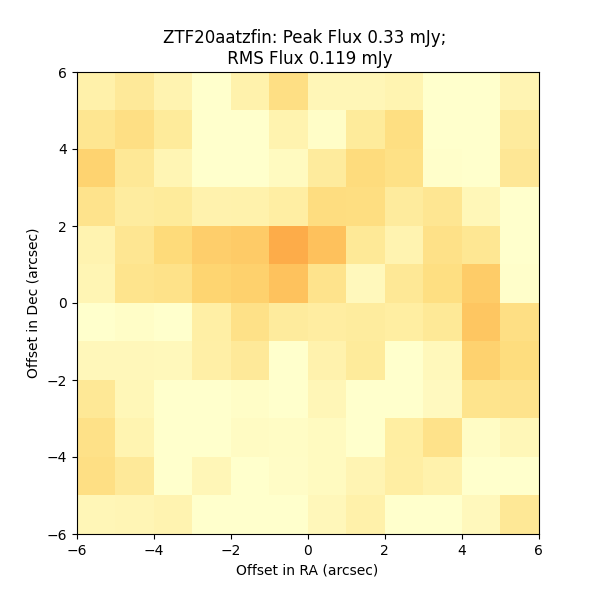 ZTF20aatzfin: Peak Flux 0.33 mJy;
RMS Flux 0.119 mJy
6
4
2
0
−2
−4
−6
Offset in Dec (arcsec)
−6 −4 −2 0 2 4 6
Offset in RA (arcsec)